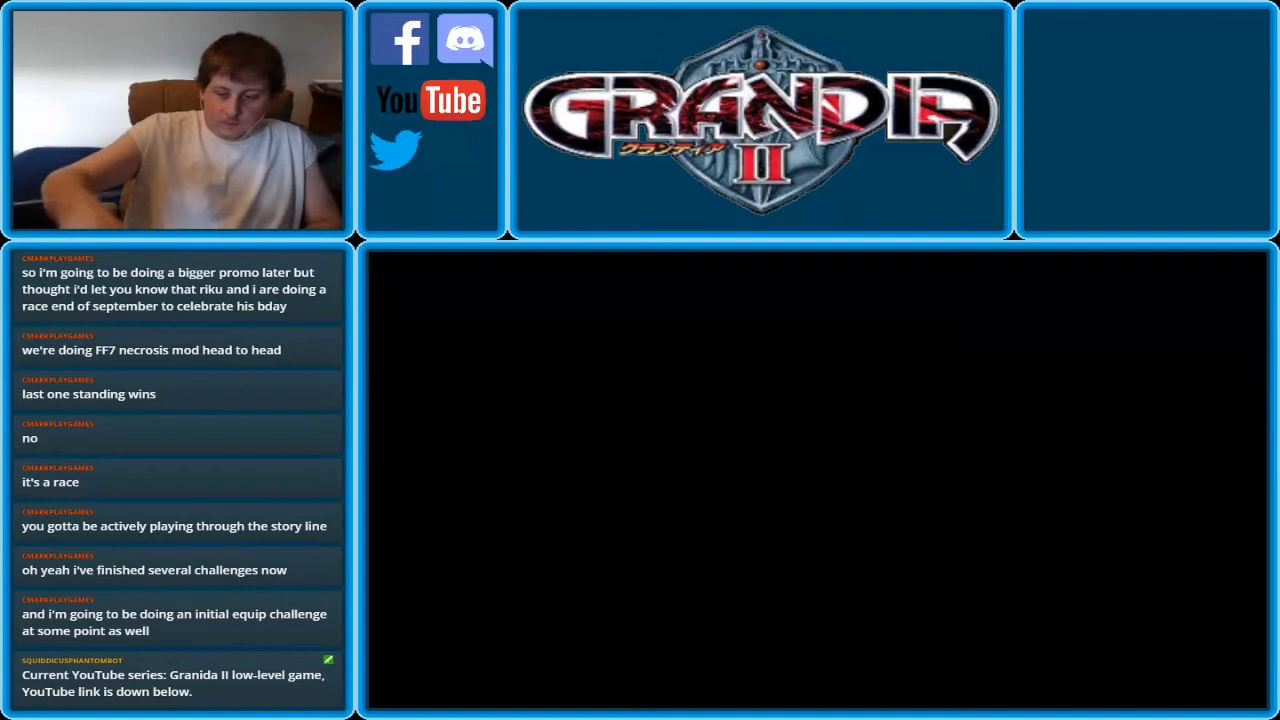 f
YouTube
GRANDIA
グランディア
II
CMARKPLAYGAMES
so i'm going to be doing a bigger promo later but
thought i'd let you know that riku and i are doing a
race end of september to celebrate his bday
CMARKPLAYGAMES
we're doing FF7 necrosis mod head to head
CMARKPLAYGAMES
last one standing wins
CMARKPLAYGAMES
no
CMARKPLAYGAMES
it's a race
CMARKPLAYGAMES
you gotta be actively playing through the story line
CMARKPLAYGAMES
oh yeah i've finished several challenges now
CMARKPLAYGAMES
and i'm going to be doing an initial equip challenge
at some point as well
SQUIDDICUSPHANTOMBOT
Current YouTube series: Granida II low-level game,
YouTube link is down below.